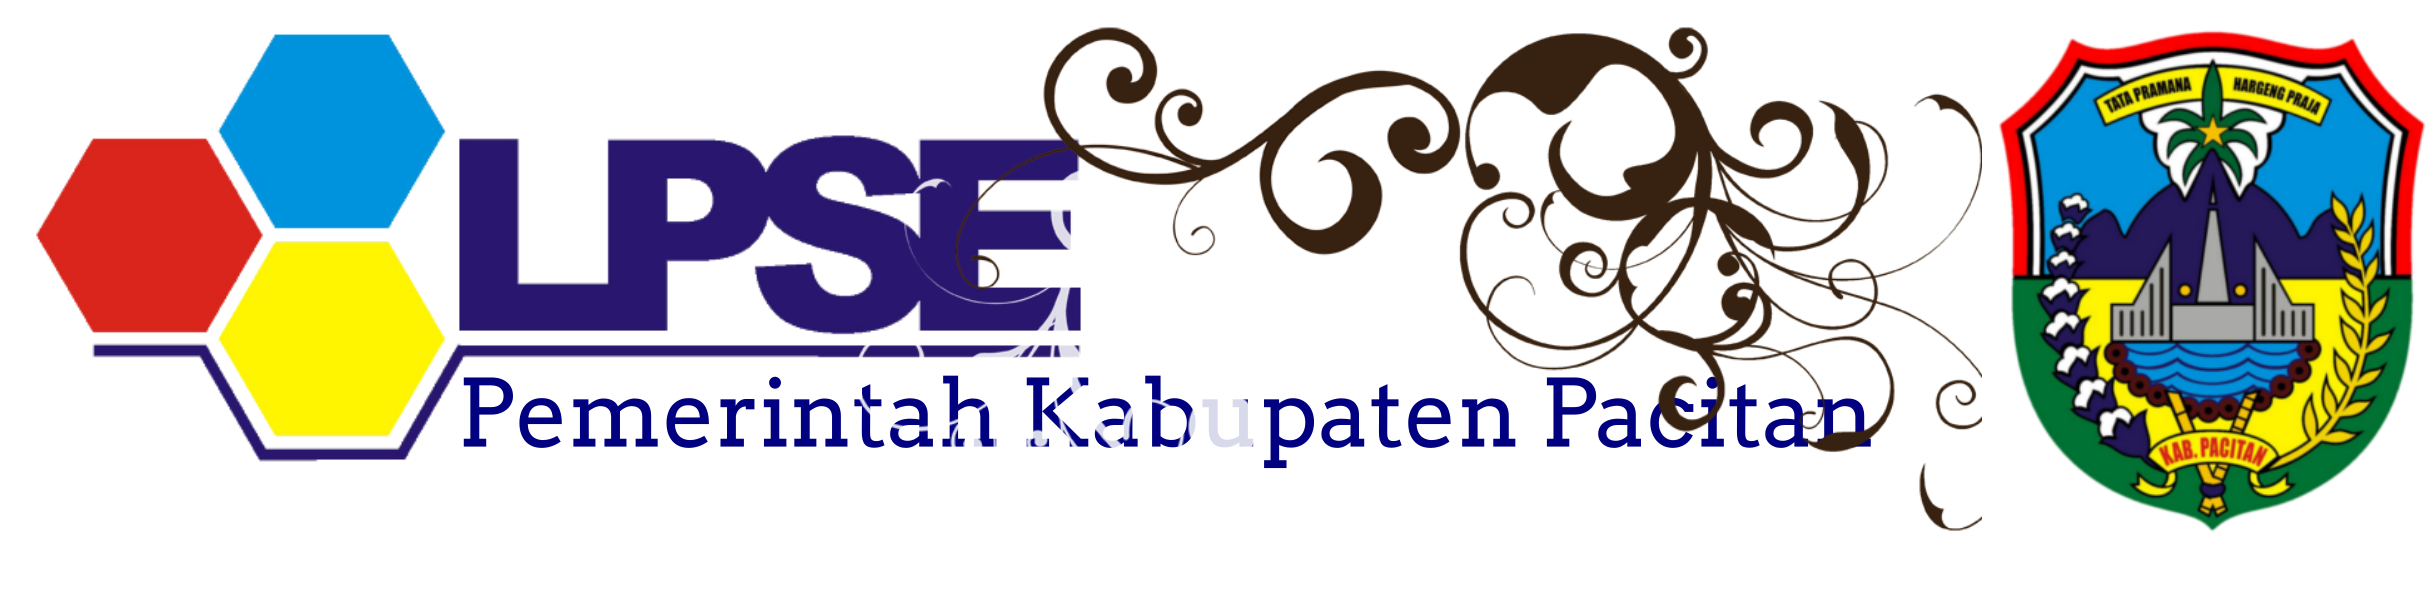 LPSE
Pemerintah Kabupaten Pacitan
TATA PRAMANA HARGENG PRAJA
KAB. PACITAN